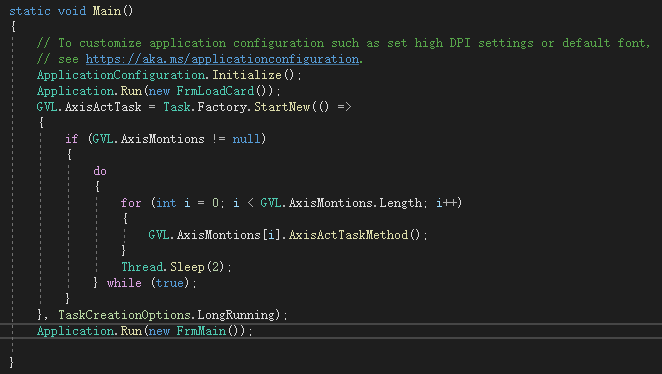 static void Main()
{
// To customize application configuration such as set high DPI settings or default font,
// see https://aka.ms/applicationconfiguration.
ApplicationConfiguration.Initialize();
Application.Run(new FrmLoadCard());
GVL.AxisActTask = Task.Factory.StartNew(() =>
{
if (GVL.AxisMontions != null)
{
do
{
for (int i = 0; i < GVL.AxisMontions.Length; i++)
{
GVL.AxisMontions[i].AxisActTaskMethod();
}
Thread.Sleep(2);
} while (true);
}
}, TaskCreationOptions.LongRunning);
Application.Run(new FrmMain());
}